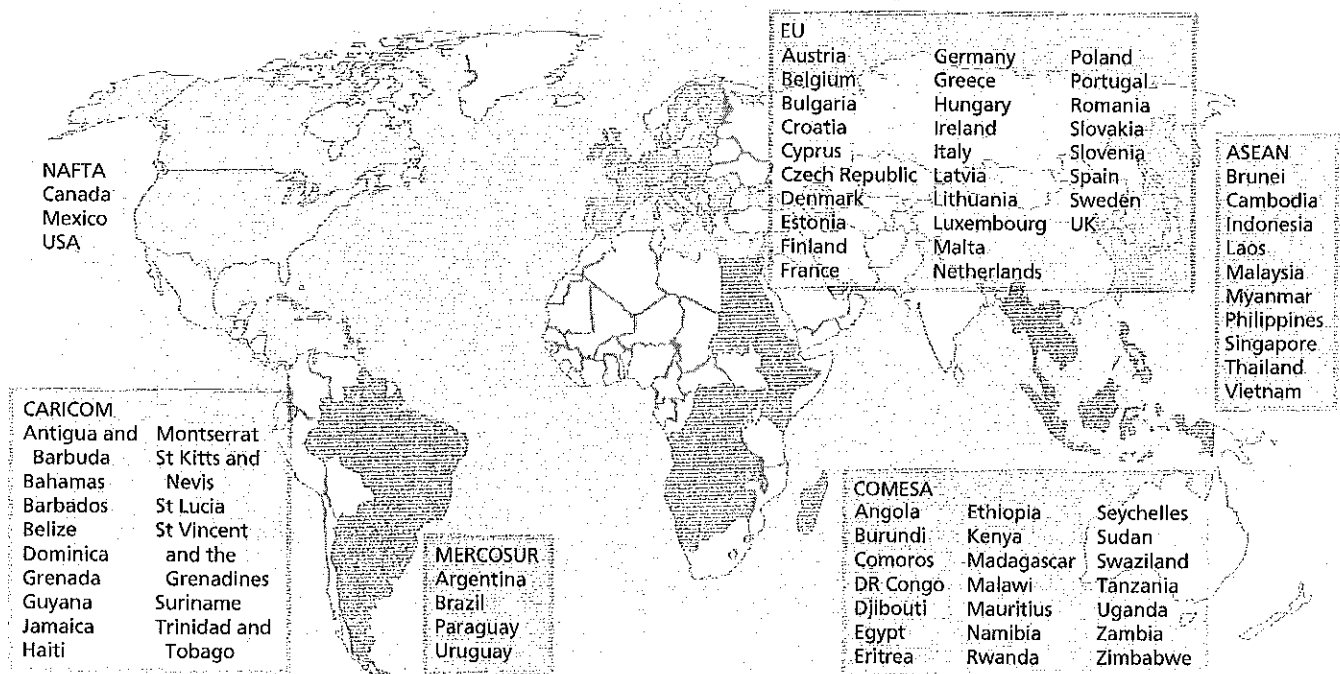 NAFTA
Canada
Mexico
USA
EU
Austria
Belgium
Bulgaria
Croatia
Cyprus
Czech Republic
Denmark
Estonia
Finland
France
Germany
Greece
Hungary
Ireland
Italy
Latvia
Lithuania
Luxembourg
Malta
Netherlands
Poland
Portugal
Romania
Slovakia
Slovenia
Spain
Sweden
UK
ASEAN
Brunei
Cambodia
Indonesia
Laos
Malaysia
Myanmar
Philippines
Singapore
Thailand
Vietnam
CARICOM
Antigua and
Barbuda
Bahamas
Barbados
Belize
Dominica
Grenada
Guyana
Jamaica
Haiti
Montserrat
St Kitts and
Nevis
St Lucia
St Vincent
and the
Grenadines
Suriname
Trinidad and
Tobago
MERCOSUR
Argentina
Brazil
Paraguay
Uruguay
COMESA
Angola
Burundi
Comoros
DR Congo
Djibouti
Egypt
Eritrea
Ethiopia
Kenya
Madagascar
Malawi
Mauritius
Namibia
Rwanda
Seychelles
Sudan
Swaziland
Tanzania
Uganda
Zambia
Zimbabwe